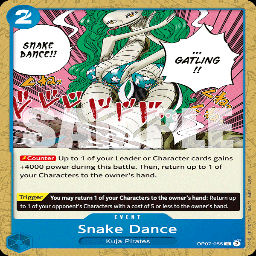 2
SNAKE
DANCE!!
...
GATLING
!!
SAMPLE
Counter Up to 1 of your Leader or Character cards gains
+4000 power during this battle. Then, return up to 1
of your Characters to the owner's hand.
Trigger You may return 1 of your Characters to the owner's hand: Return up
to 1 of your opponent's Characters with a cost of 5 or less to the owner's hand.
EVENT
Snake Dance
Kuja Pirates